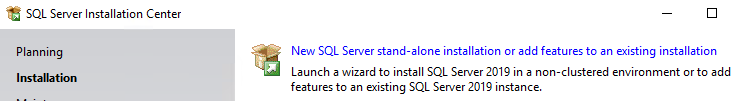 SQL Server Installation Center
Planning
New SQL Server stand-alone installation or add features to an existing installation
Installation
Launch a wizard to install SQL Server 2019 in a non-clustered environment or to add
features to an existing SQL Server 2019 instance.